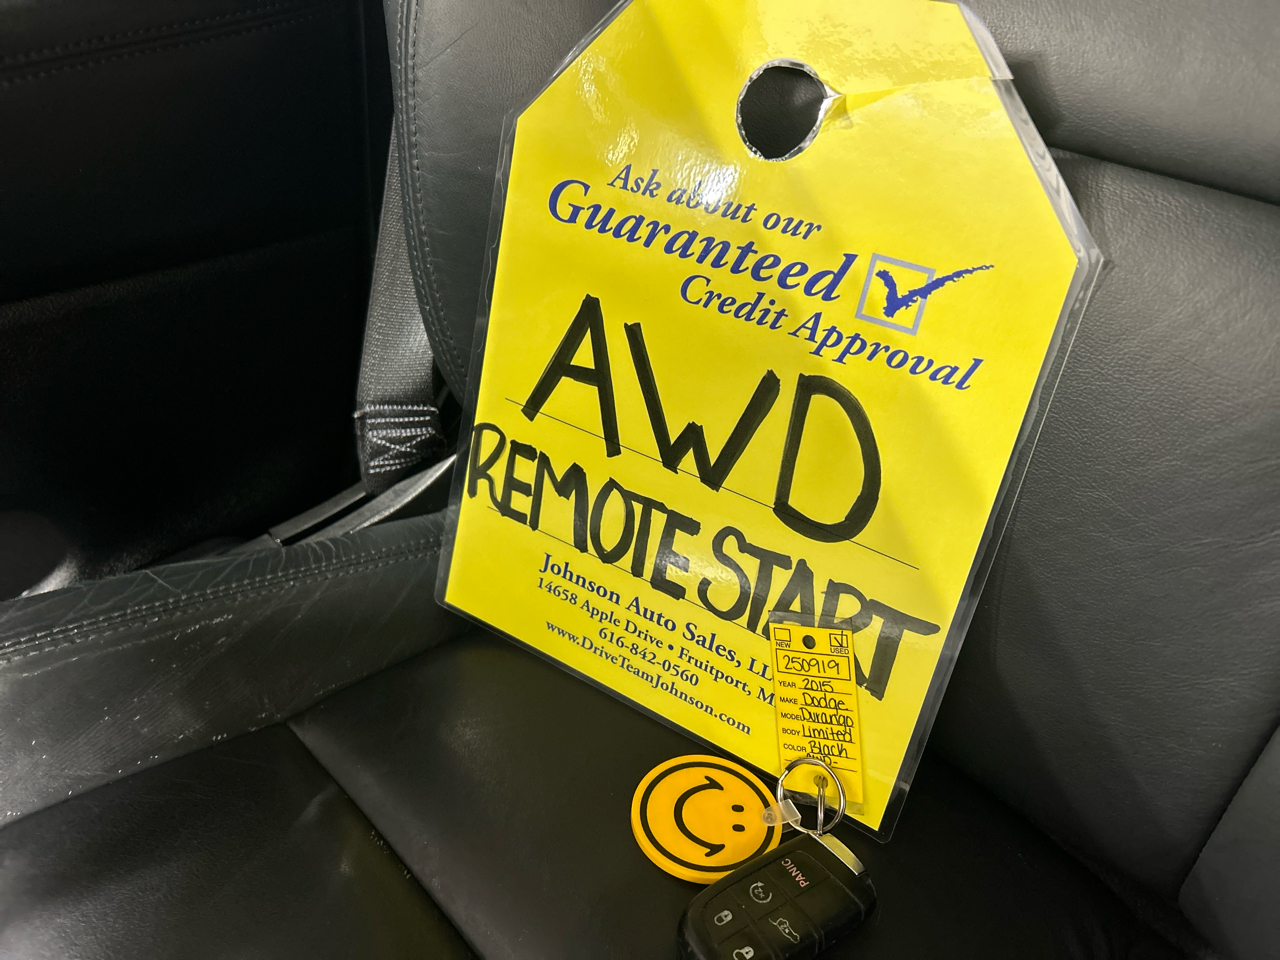 Ask about our
Guaranteed
Credit Approval
AWD
REMOTE START
Johnson Auto Sales,
14658 Apple Drive • Fruitport,
616-842-0560
www.DriveTeamJohnson.com
NEW USED
250919
YEAR 2015
MAKE Dodge
MODEL Durango
BODY Limited
COLOR Black
PANIC
x2